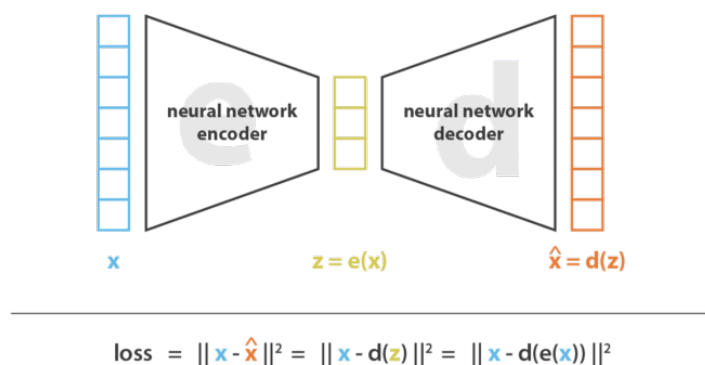 e
neural network
encoder
d
neural network
decoder
x
z = e(x)
x̂ = d(z)
loss = || x - x̂ ||² = || x - d(z) ||² = || x - d(e(x)) ||²